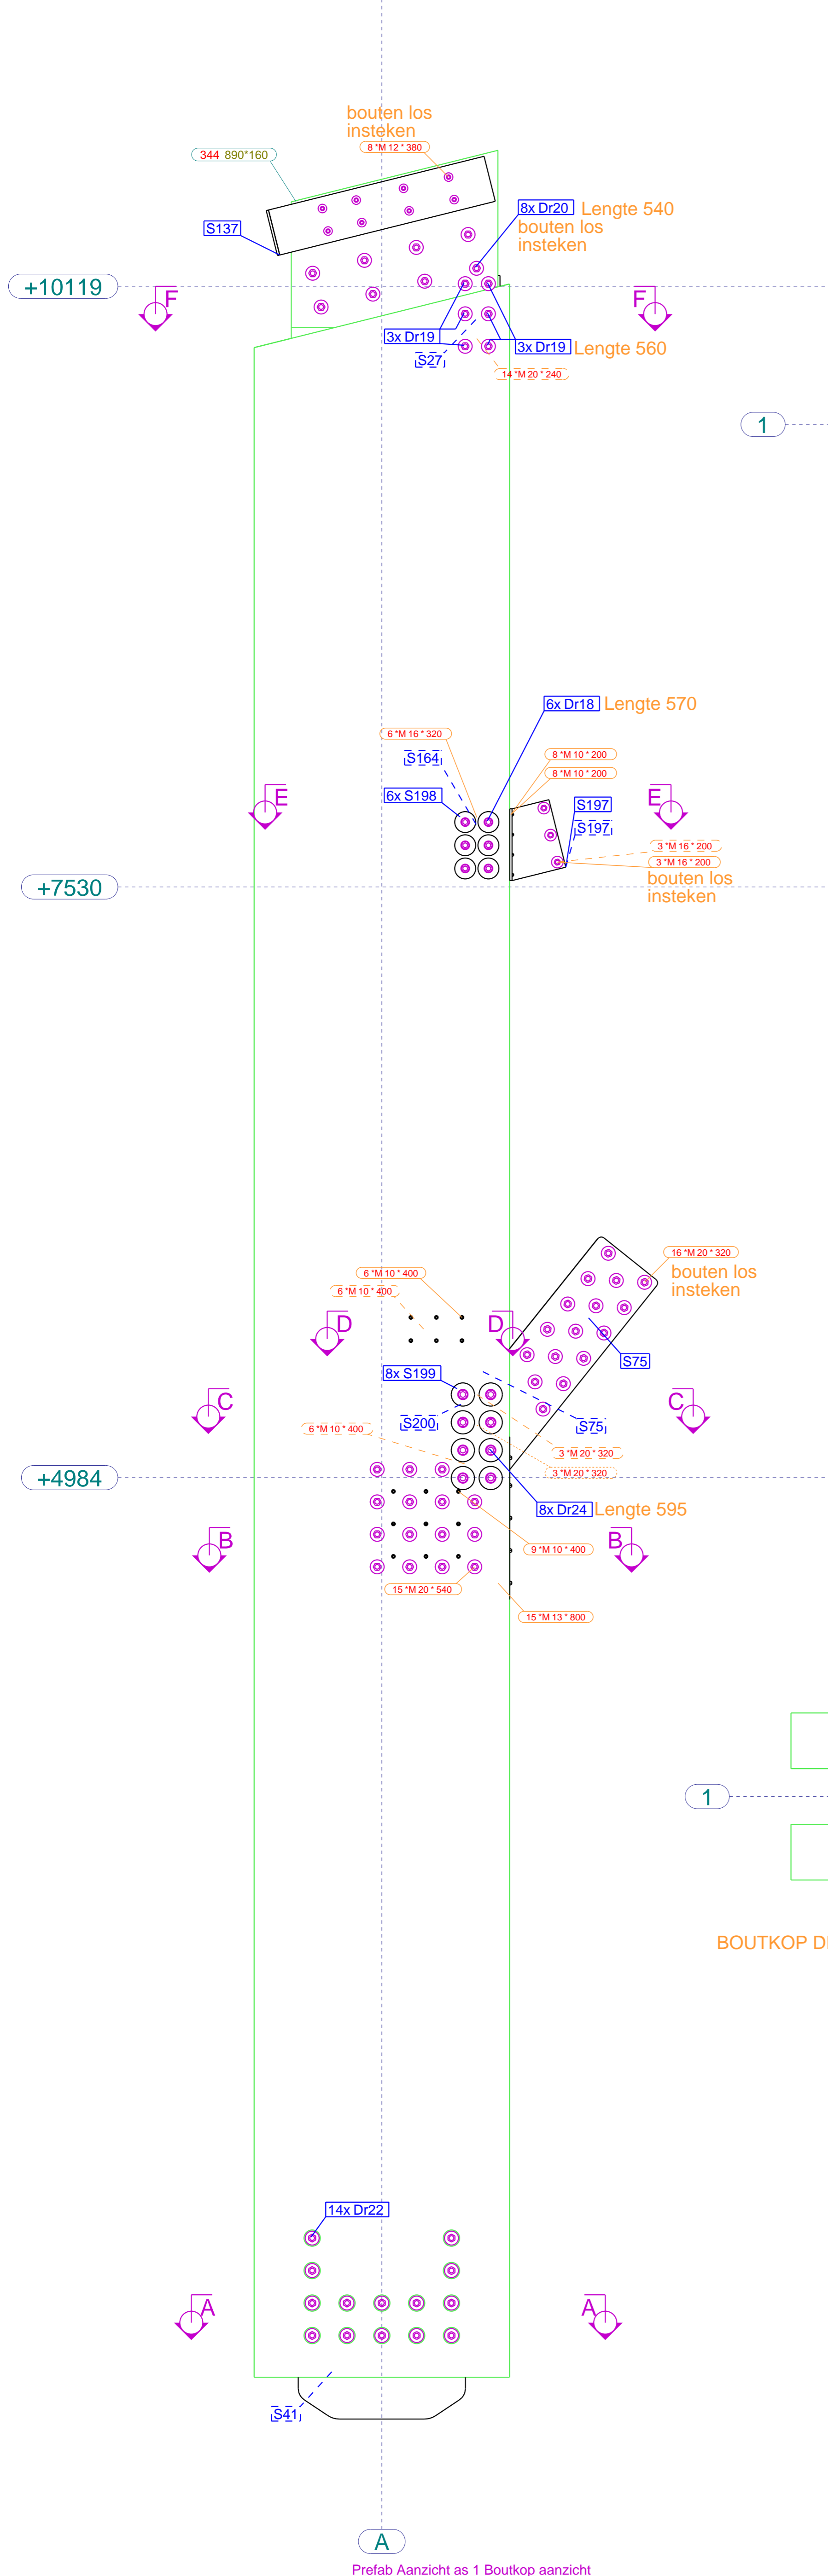 bouten los
insteken
8 *M 12 * 380
344 890*160
S137
8x Dr20 Lengte 540
bouten los
insteken
+10119
F
F
3x Dr19
S27
3x Dr19 Lengte 560
14 *M 20 * 240
1
6x Dr18 Lengte 570
6 *M 16 * 320
S164
8 *M 10 * 200
8 *M 10 * 200
E
6x S198
E
S197
S197
3 *M 16 * 200
3 *M 16 * 200
bouten los
insteken
+7530
16 *M 20 * 320
bouten los
insteken
6 *M 10 * 400
6 *M 10 * 400
D
D
S75
8x S199
C
C
S200
S75
6 *M 10 * 400
3 *M 20 * 320
3 *M 20 * 320
+4984
8x Dr24 Lengte 595
B
B
9 *M 10 * 400
15 *M 20 * 540
15 *M 13 * 800
1
BOUTKOP
14x Dr22
A
A
S41
A
Prefab Aanzicht as 1 Boutkop aanzicht